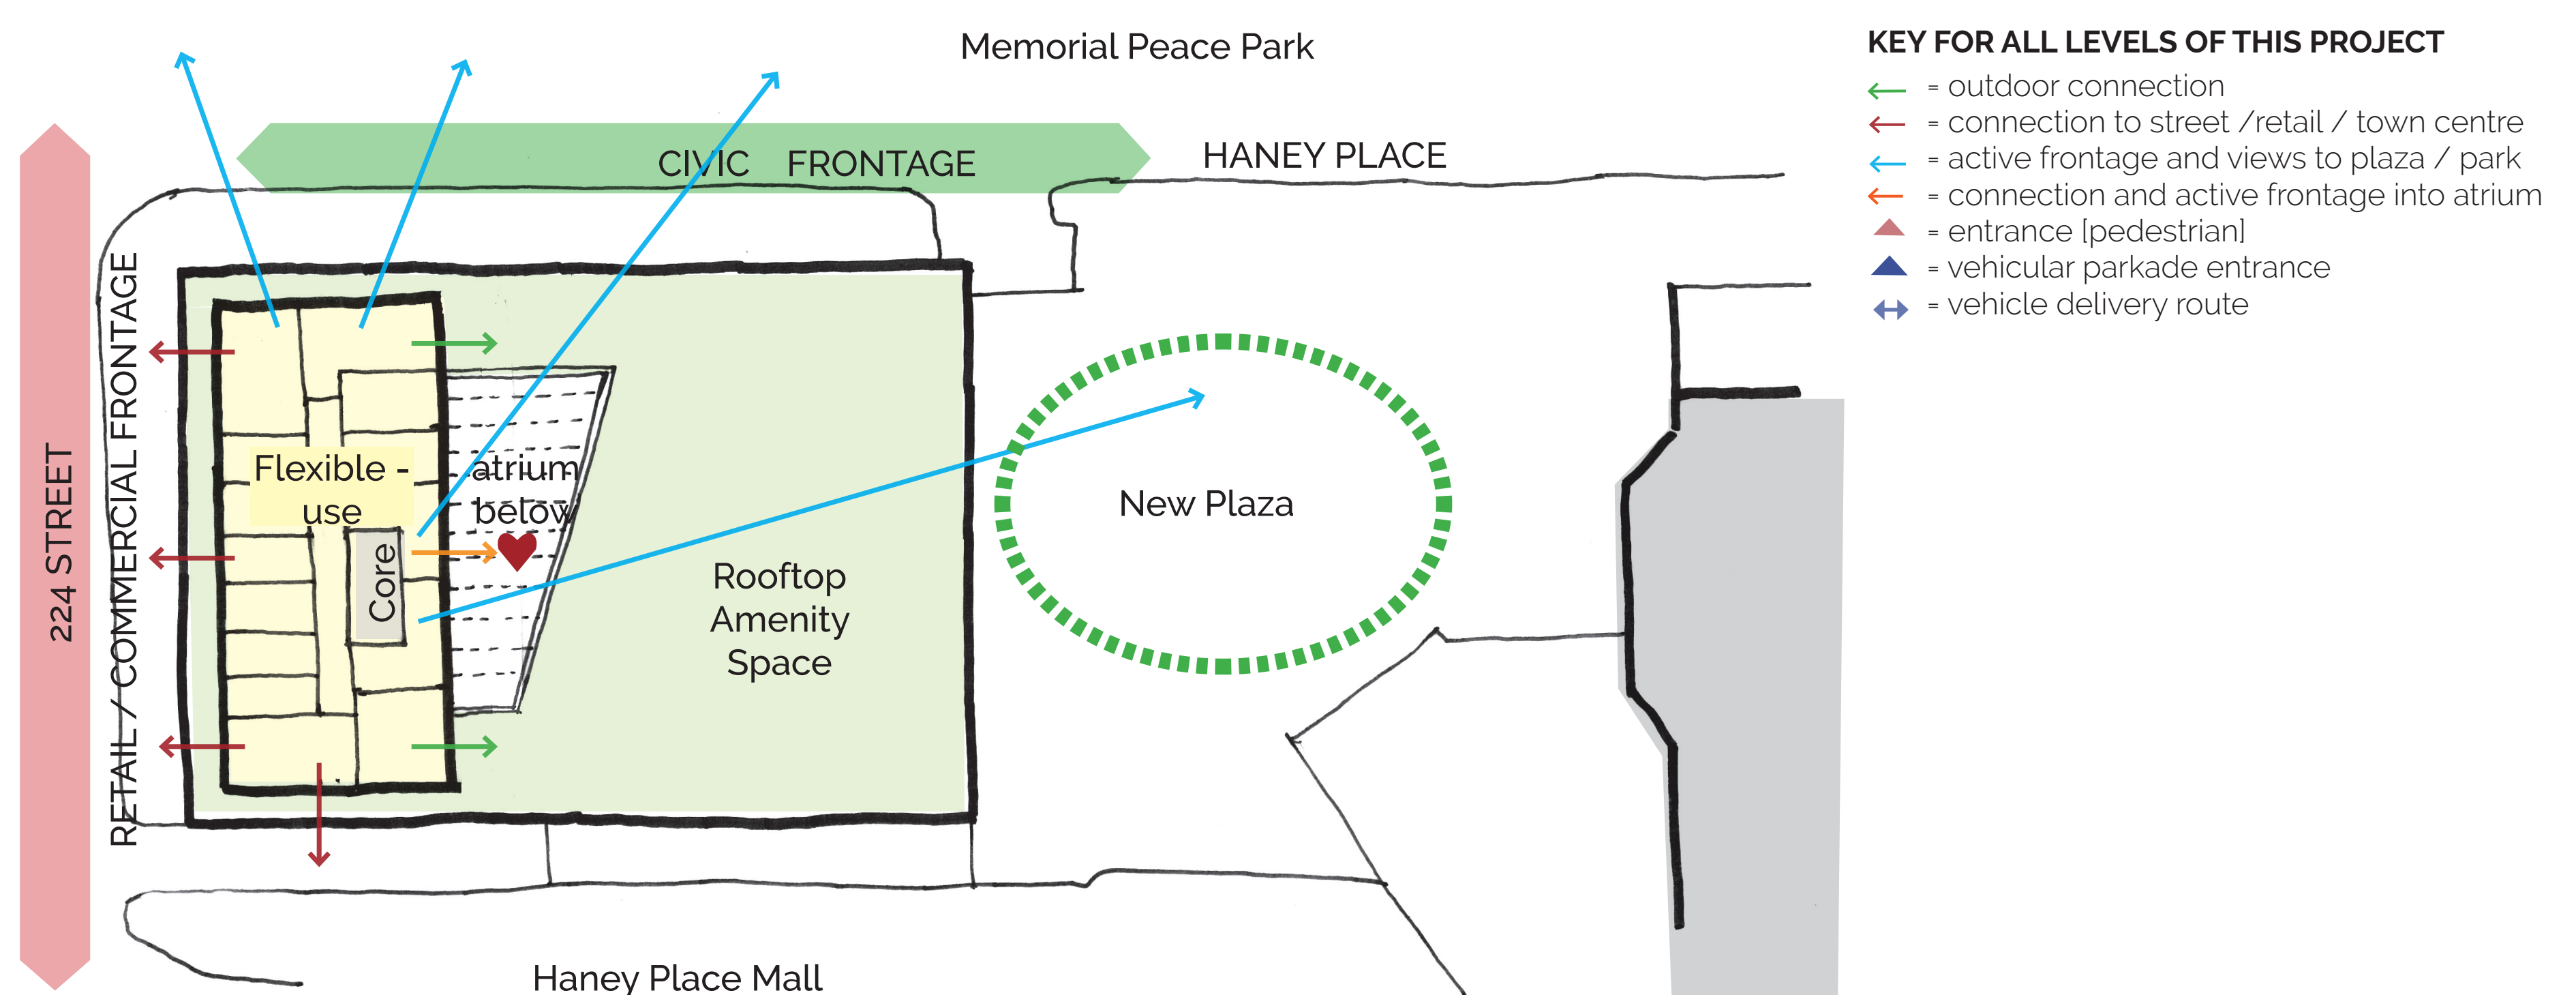 Memorial Peace Park
CIVIC FRONTAGE
HANEY PLACE
224 STREET
RETAIL / COMMERCIAL FRONTAGE
Flexible -
use
Core
atrium
below
Rooftop
Amenity
Space
New Plaza
Haney Place Mall
KEY FOR ALL LEVELS OF THIS PROJECT
= outdoor connection
= connection to street /retail / town centre
= active frontage and views to plaza / park
= connection and active frontage into atrium
= entrance [pedestrian]
= vehicular parkade entrance
= vehicle delivery route